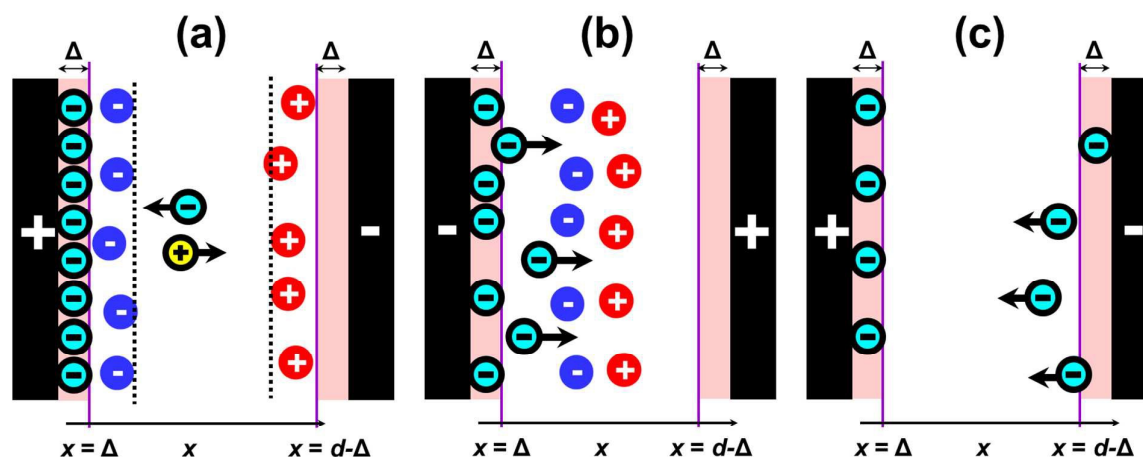 (a) (b) (c)
Δ Δ Δ Δ Δ Δ
+ - - + + -
x = Δ x x = d-Δ x = Δ x x = d-Δ x = Δ x x = d-Δ